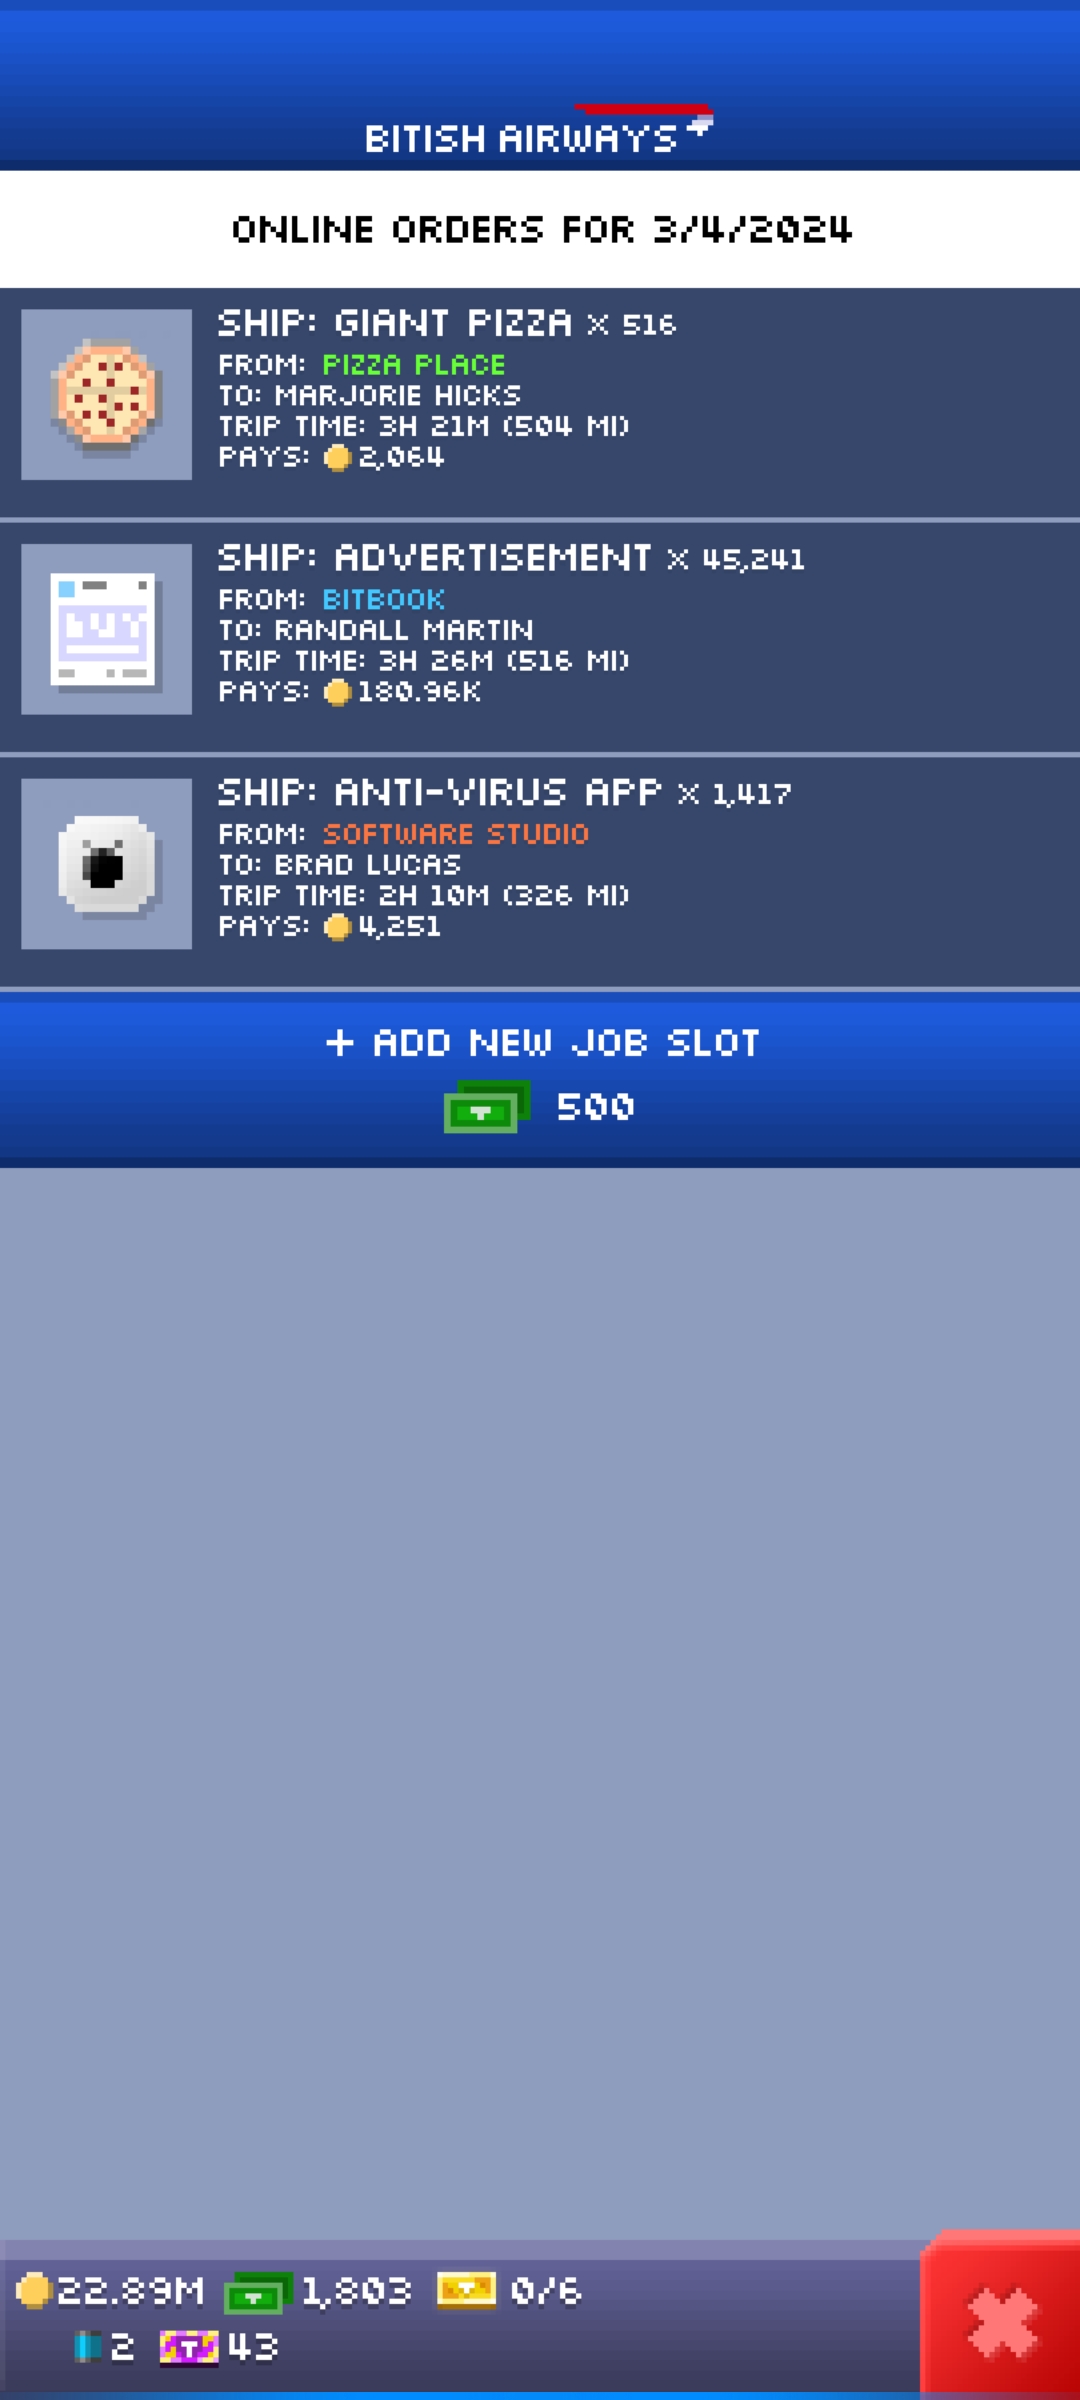 BITISH AIRWAYS
ONLINE ORDERS FOR 3/4/2024
SHIP: GIANT PIZZA X 516
FROM: PIZZA PLACE
TO: MARJORIE HICKS
TRIP TIME: 3H 21M (504 MI)
PAYS: 2,064
SHIP: ADVERTISEMENT X 45,241
FROM: BITBOOK
TO: RANDALL MARTIN
TRIP TIME: 3H 26M (516 MI)
PAYS: 180.96K
SHIP: ANTI-VIRUS APP X 1,417
FROM: SOFTWARE STUDIO
TO: BRAD LUCAS
TRIP TIME: 2H 10M (326 MI)
PAYS: 4,251
+ ADD NEW JOB SLOT
500
22.89M 1,803 0/6
2 43